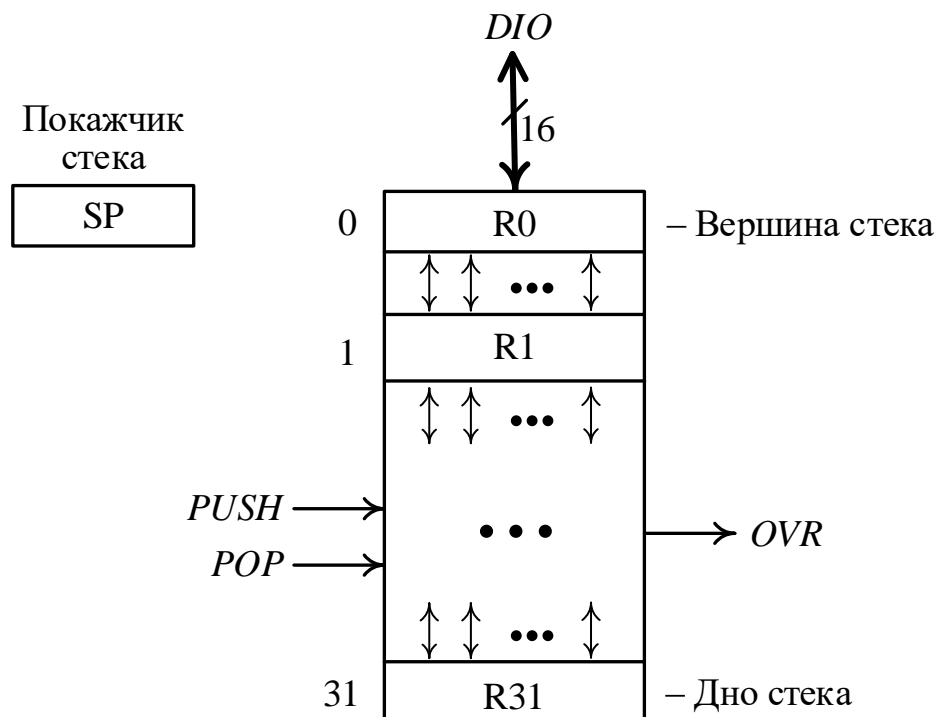 DIO
16
Покажчик
стека
SP
0
R0
– Вершина стека
1
R1
PUSH
POP
OVR
31
R31
– Дно стека